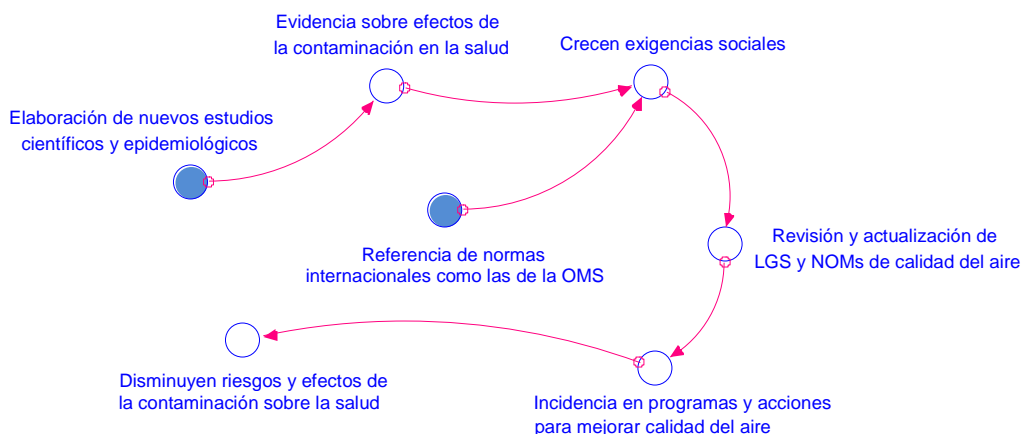 Evidencia sobre efectos de
la contaminación en la salud
Crecen exigencias sociales
Elaboración de nuevos estudios
científicos y epidemiológicos
Referencia de normas
internacionales como las de la OMS
Revisión y actualización de
LGS y NOMs de calidad del aire
Disminuyen riesgos y efectos de
la contaminación sobre la salud
Incidencia en programas y acciones
para mejorar calidad del aire